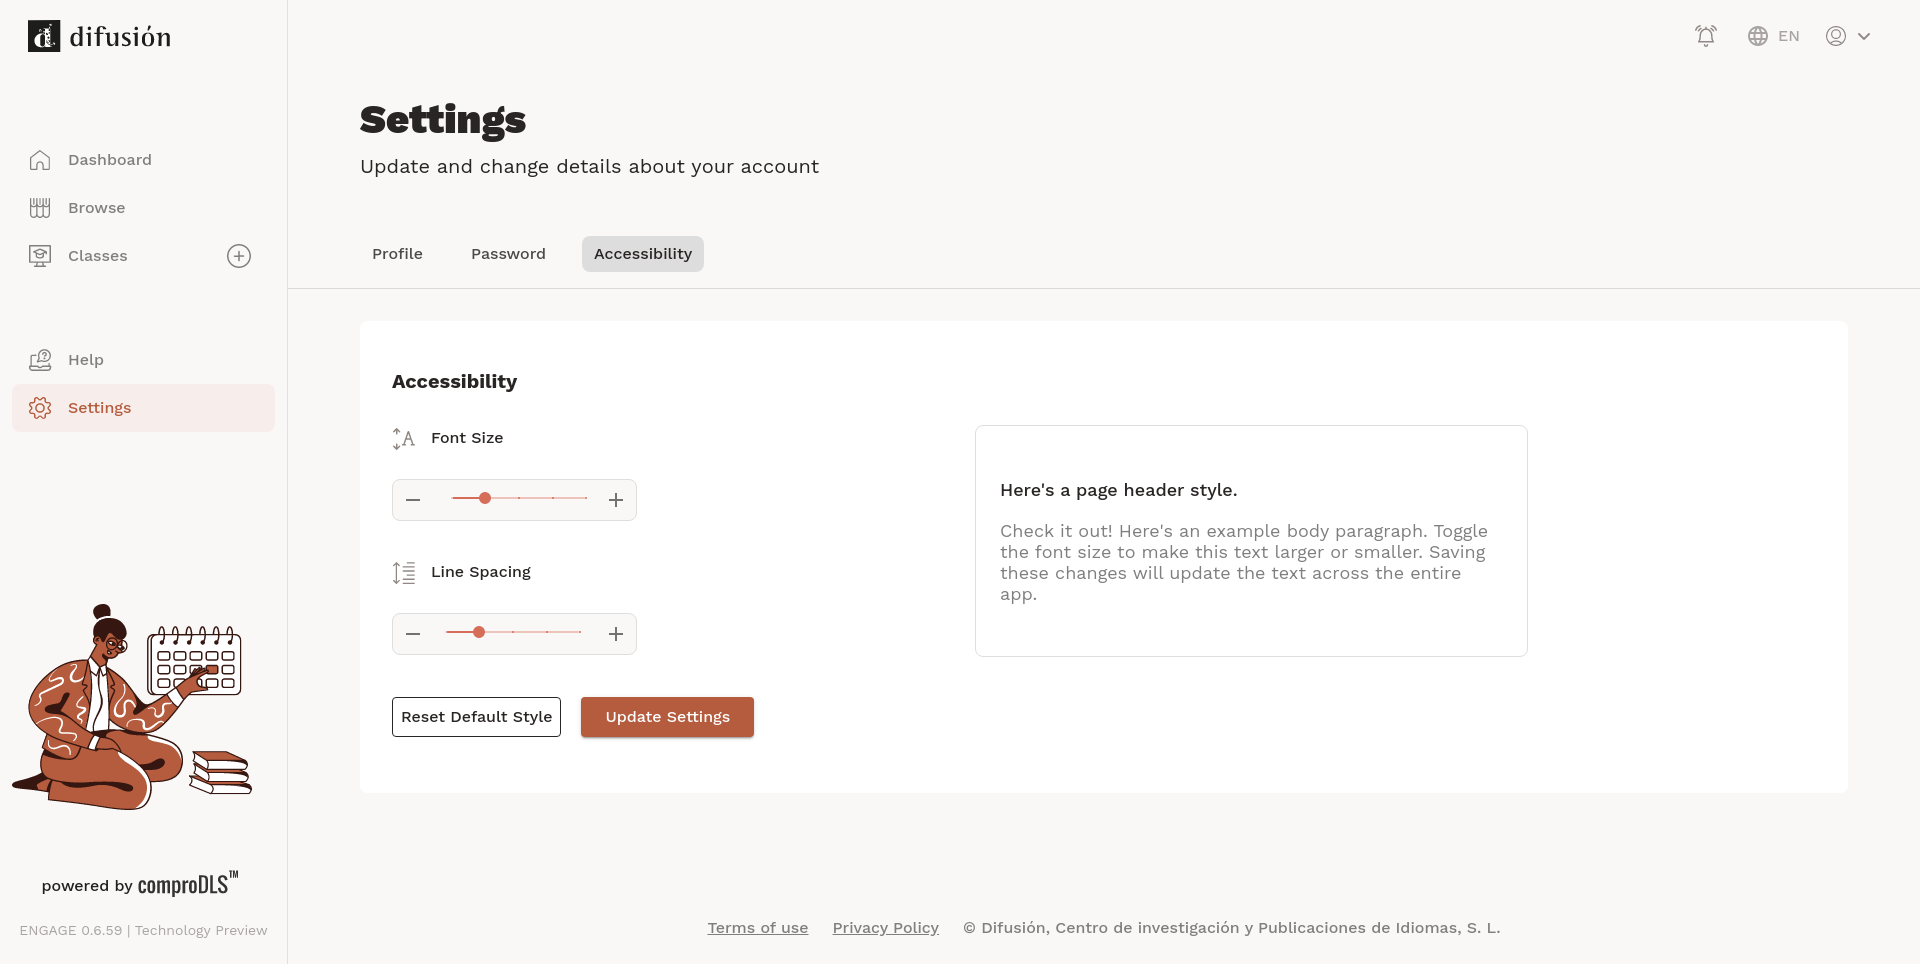 difusión
EN
Settings
Update and change details about your account
Dashboard
Browse
Classes
Help
Settings
Profile
Password
Accessibility
Accessibility
Font Size
Line Spacing
Reset Default Style
Update Settings
Here's a page header style.
Check it out! Here's an example body paragraph. Toggle
the font size to make this text larger or smaller. Saving
these changes will update the text across the entire
app.
powered by comproDLS™
ENGAGE 0.6.59 | Technology Preview
Terms of use
Privacy Policy
© Difusión, Centro de investigación y Publicaciones de Idiomas, S. L.